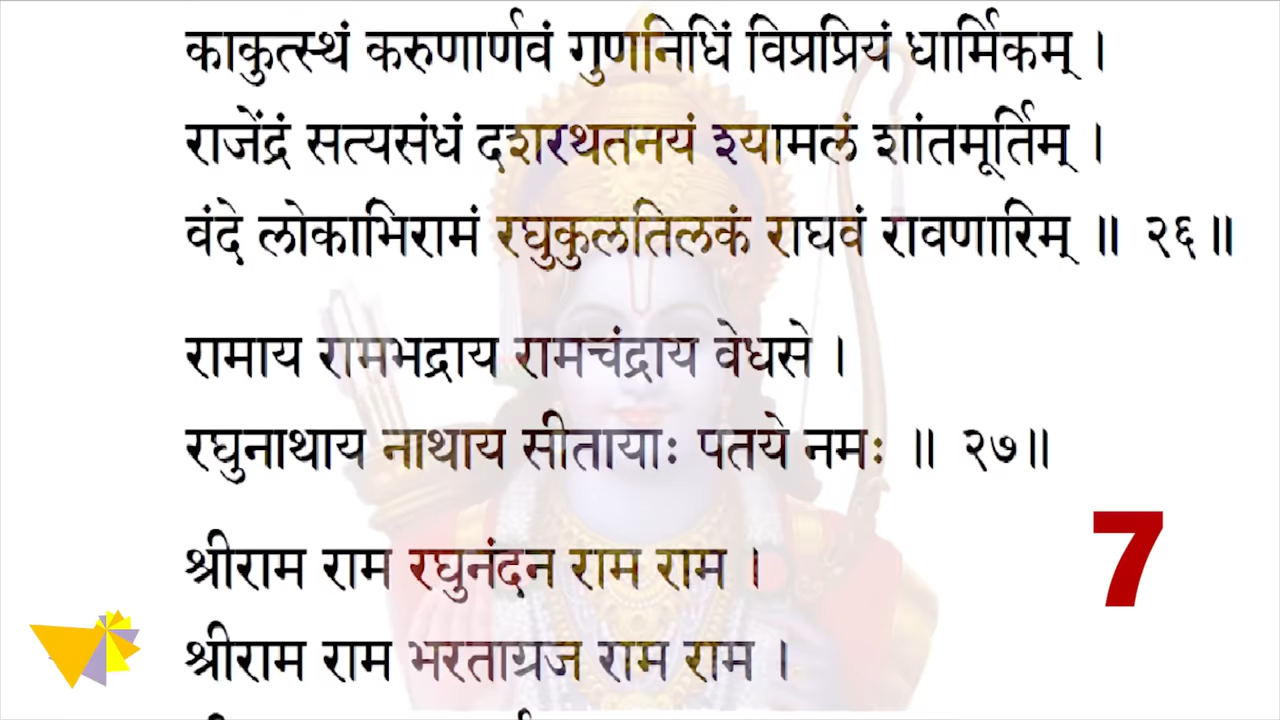 काकुत्स्थं करुणार्णवं गुणनिधिं विप्रप्रियं धार्मिकम् ।
राजेंद्रं सत्यसंधं दशरथतनयं श्यामलं शांतमूर्तिम् ।
वंदे लोकाभिरामं रघुकुलतिलकं राघवं रावणारिम् ॥ २६॥
रामाय रामभद्राय रामचंद्राय वेधसे ।
रघुनाथाय नाथाय सीतायाः पतये नमः ॥ २७॥
श्रीराम राम रघुनंदन राम राम ।
7
श्रीराम राम भरताग्रज राम राम ।